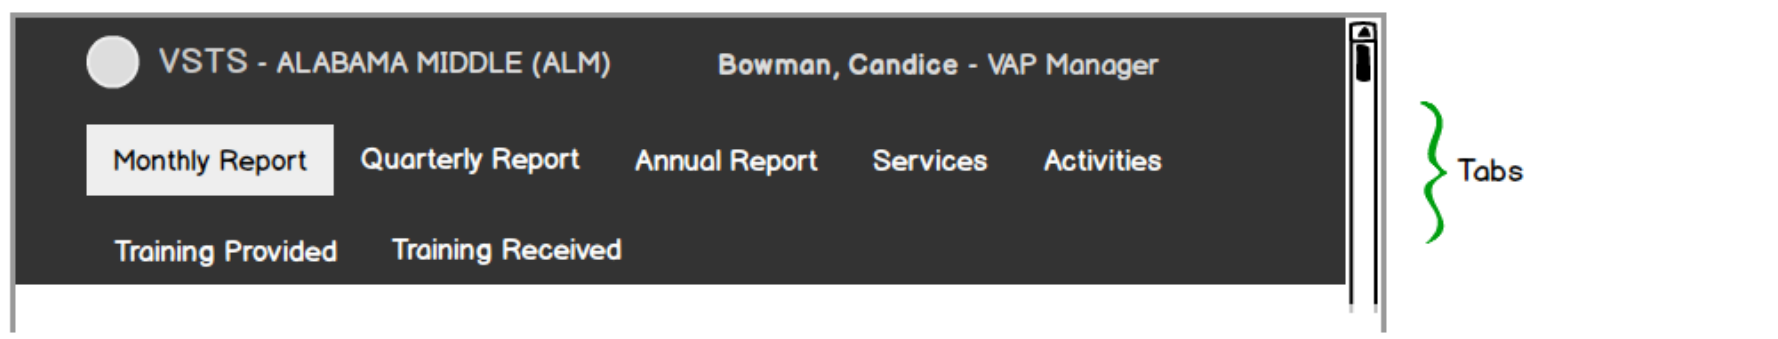 VSTS - ALABAMA MIDDLE (ALM) Bowman, Candice - VAP Manager
Monthly Report Quarterly Report Annual Report Services Activities
Tabs
Training Provided Training Received